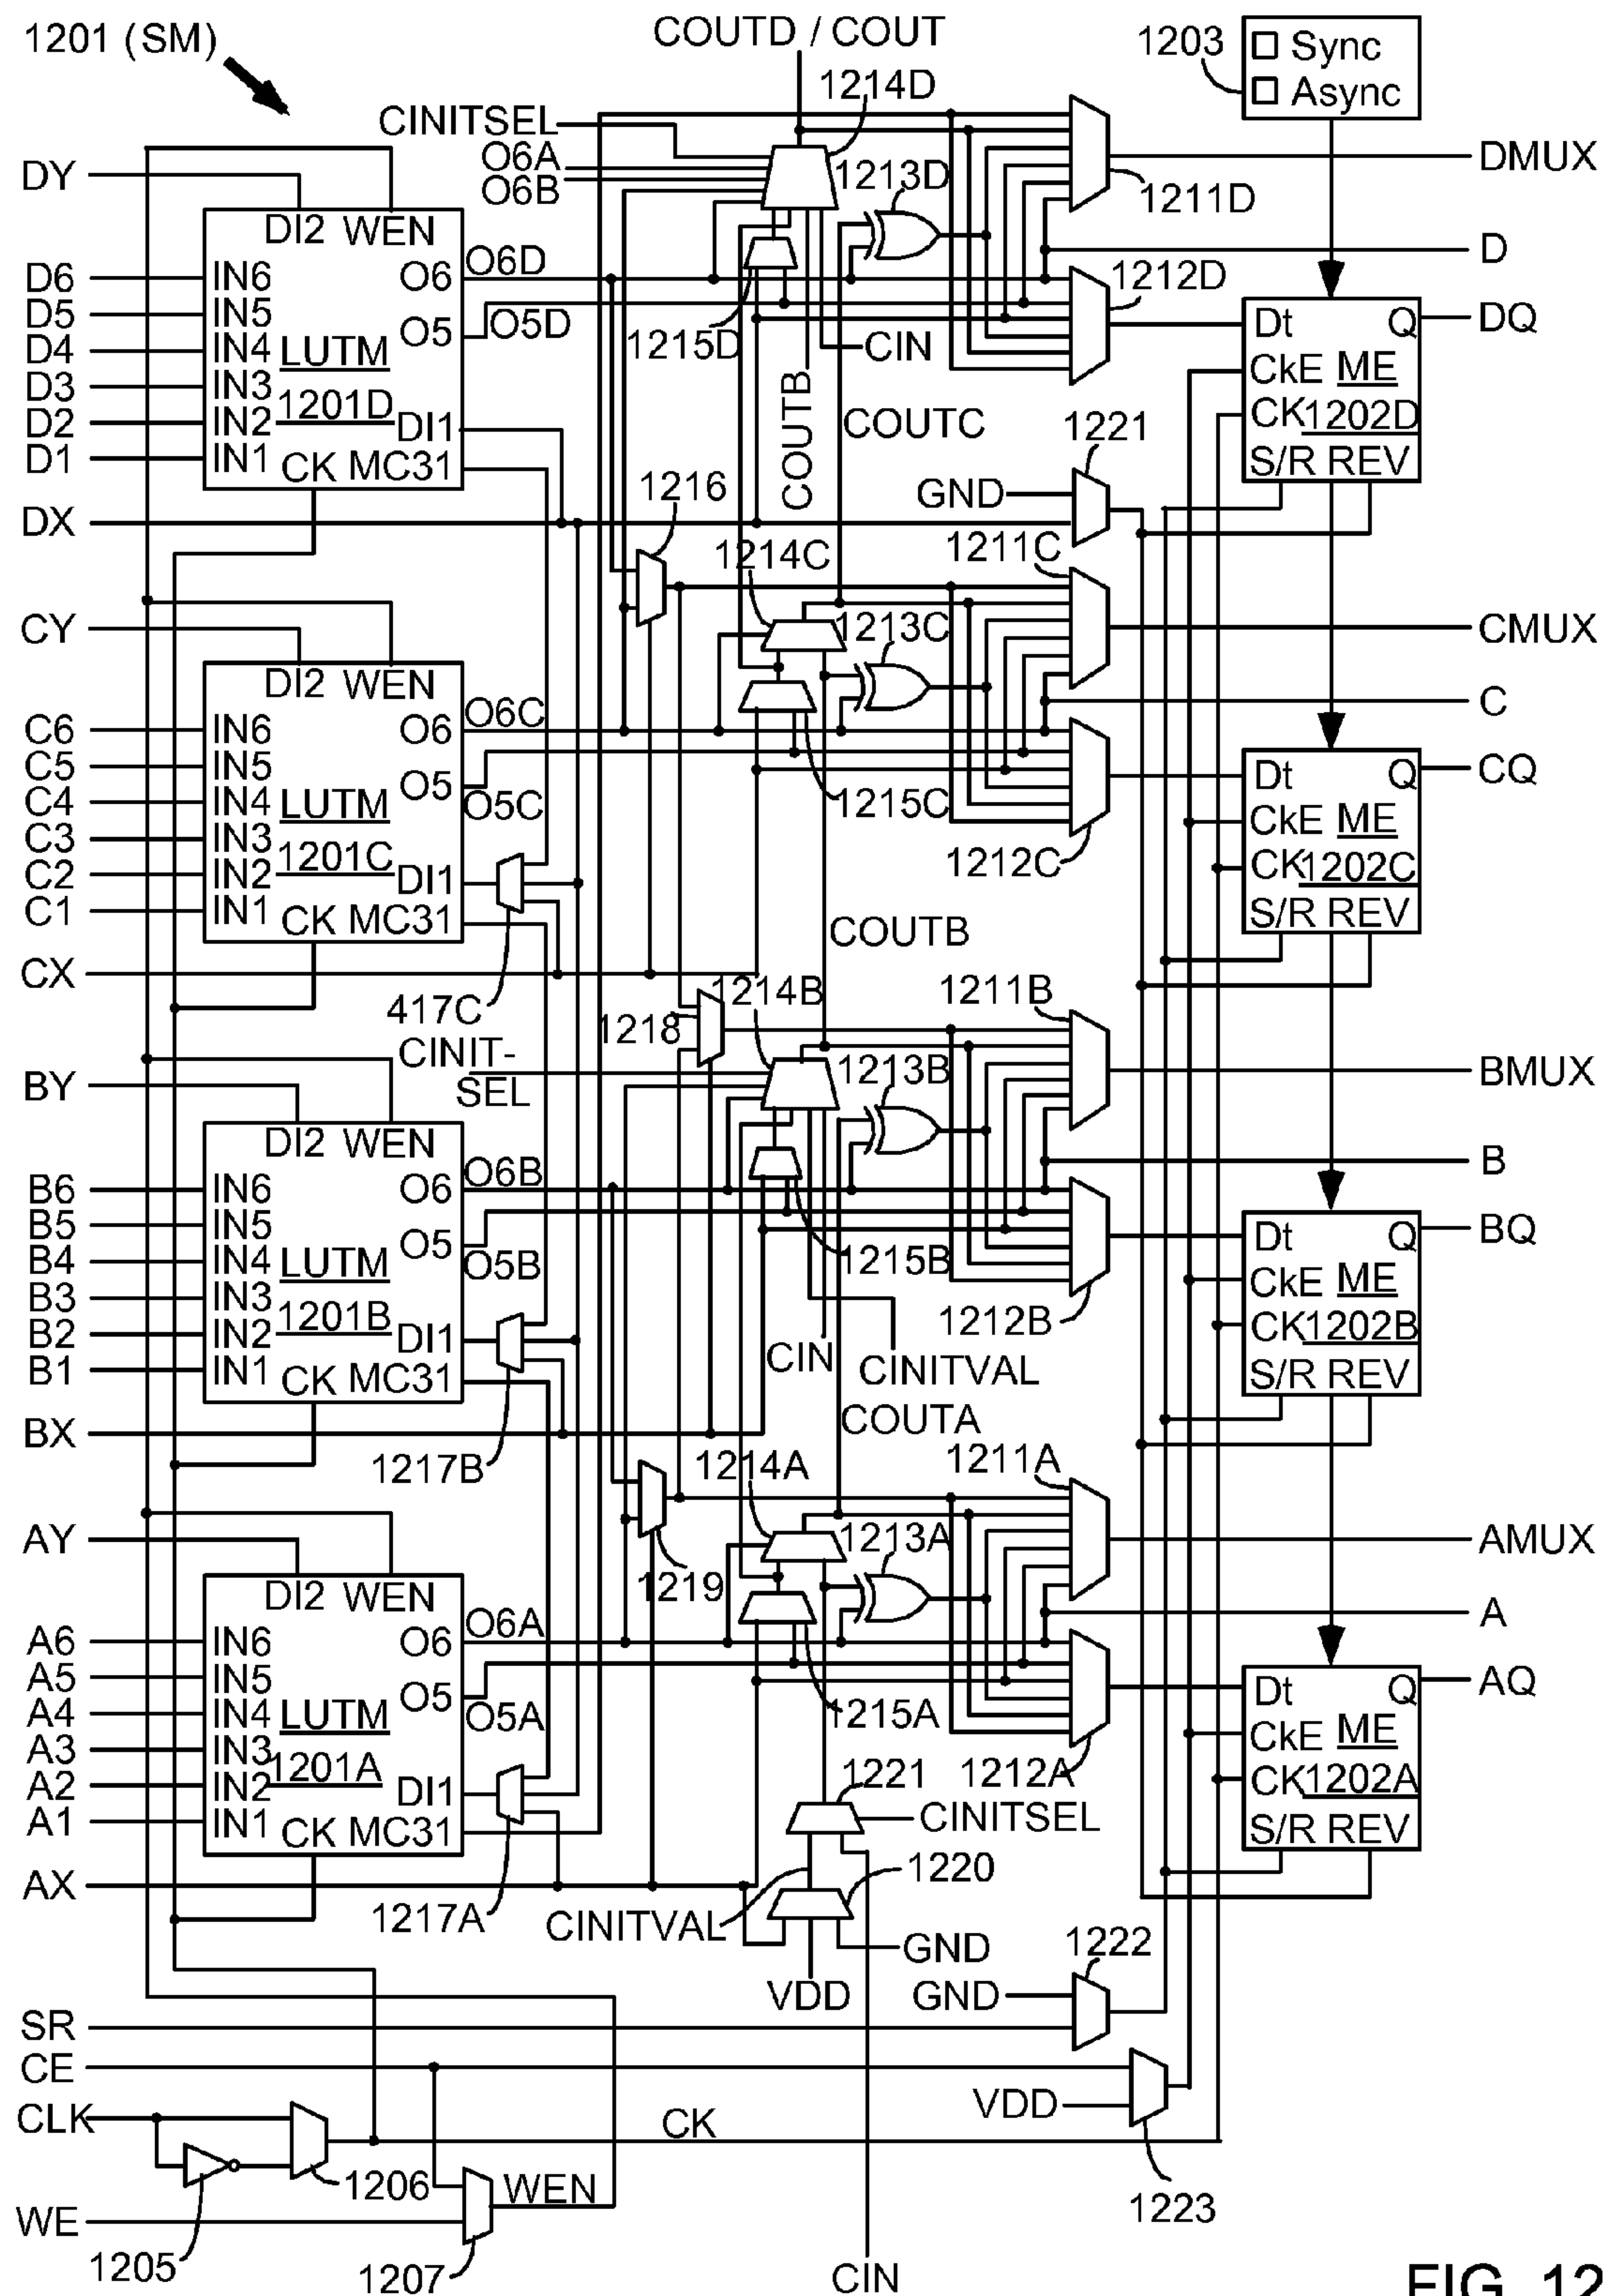 1201 (SM)
COUTD / COUT
1203
Sync
Async
1214D
CINITSEL
O6A
O6B
1213D
DMUX
1211D
DY
DI2 WEN
D
D6
D5
D4
D3
D2
D1
IN6
IN5
IN4
IN3
IN2
IN1
LUTM
1201D
O6
O5
DI1
CK MC31
O6D
O5D
1215D
CIN
COUTB
COUTC
1212D
Dt
Q
CkE ME
CK 1202D
S/R REV
DQ
1221
GND
1216
DX
1214C
1211C
CY
DI2 WEN
1213C
CMUX
C
C6
C5
C4
C3
C2
C1
IN6
IN5
IN4
IN3
IN2
IN1
LUTM
1201C
O6
O5
DI1
CK MC31
O6C
O5C
1215C
1212C
Dt
Q
CkE ME
CK 1202C
S/R REV
CQ
COUTB
CX
417C
1218
1214B
1211B
CINIT-
SEL
1213B
BMUX
BY
DI2 WEN
B
B6
B5
B4
B3
B2
B1
IN6
IN5
IN4
IN3
IN2
IN1
LUTM
1201B
O6
O5
DI1
CK MC31
O6B
O5B
1215B
1212B
CIN
CINITVAL
Dt
Q
CkE ME
CK 1202B
S/R REV
BQ
COUTA
BX
1217B
1214A
1211A
1213A
AMUX
AY
DI2 WEN
1219
A
A6
A5
A4
A3
A2
A1
IN6
IN5
IN4
IN3
IN2
IN1
LUTM
1201A
O6
O5
DI1
CK MC31
O6A
O5A
1215A
1212A
Dt
Q
CkE ME
CK 1202A
S/R REV
AQ
1221
CINITSEL
1220
AX
1217A
CINITVAL
GND
VDD
1222
GND
SR
CE
VDD
CLK
CK
1206
WEN
1223
WE
1205
1207
CIN
FIG. 12